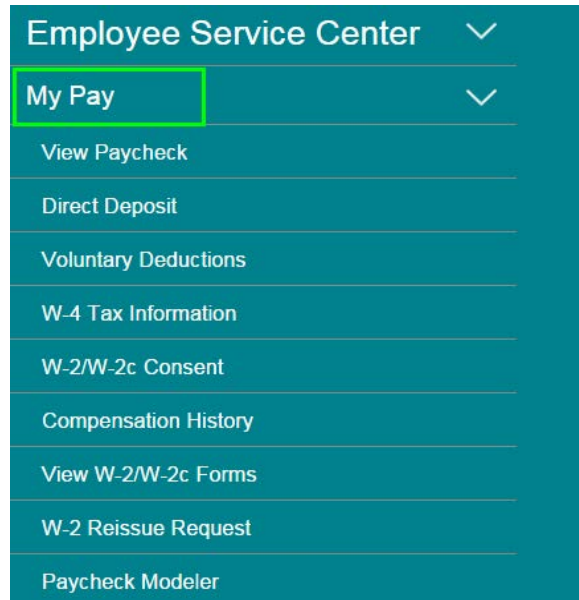 Employee Service Center
My Pay
View Paycheck
Direct Deposit
Voluntary Deductions
W-4 Tax Information
W-2/W-2c Consent
Compensation History
View W-2/W-2c Forms
W-2 Reissue Request
Paycheck Modeler